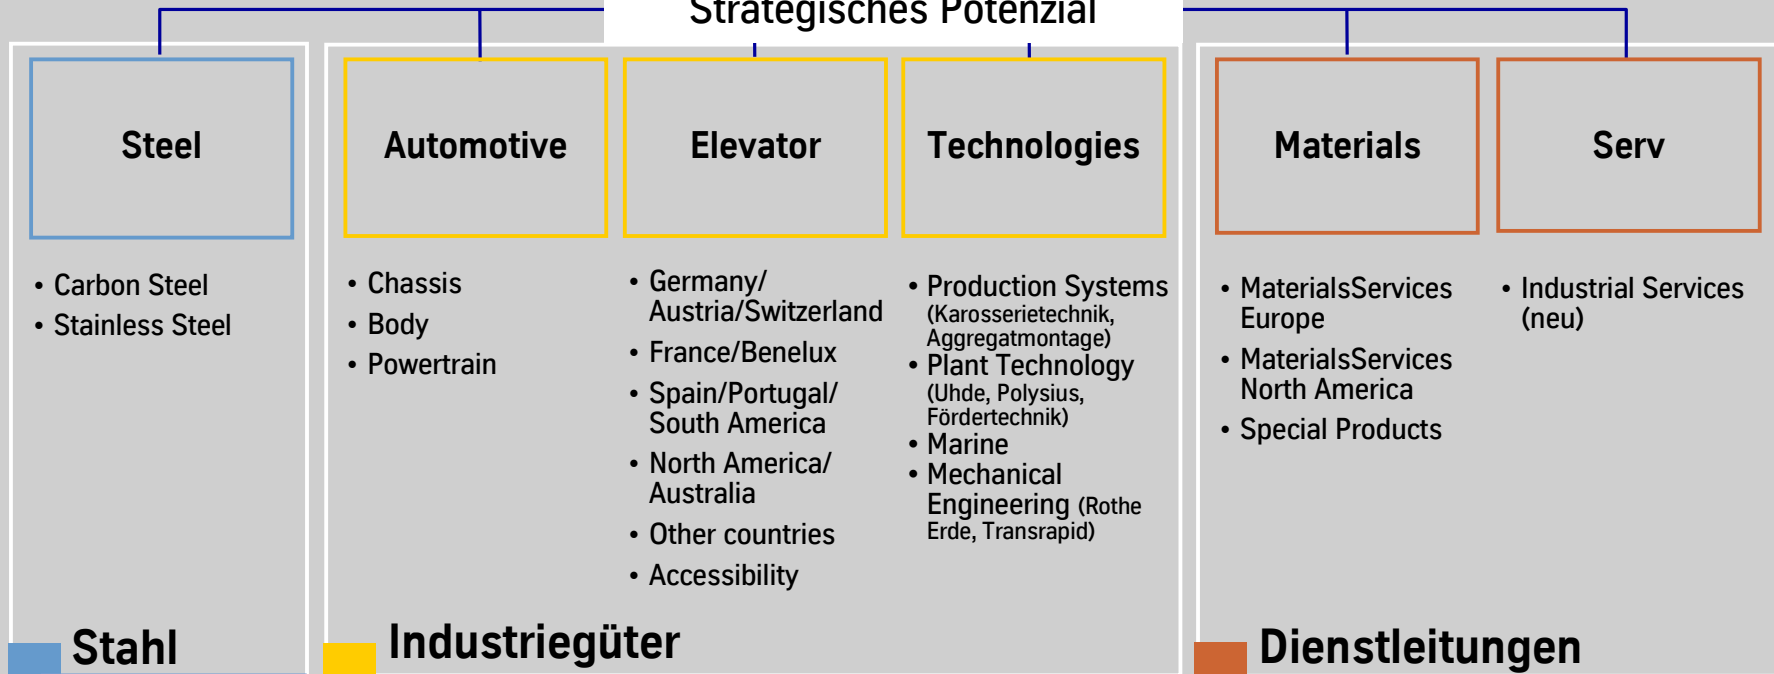 Strategisches Potenzial
Steel
Automotive
Elevator
Technologies
Materials
Serv
• Carbon Steel
• Stainless Steel
• Chassis
• Body
• Powertrain
• Germany/
Austria/Switzerland
• France/Benelux
• Spain/Portugal/
South America
• North America/
Australia
• Other countries
• Accessibility
• Production Systems
(Karosserietechnik,
Aggregatmontage)
• Plant Technology
(Uhde, Polysius,
Fördertechnik)
• Marine
• Mechanical
Engineering (Rothe
Erde, Transrapid)
• MaterialsServices
Europe
• MaterialsServices
North America
• Special Products
• Industrial Services
(neu)
Stahl
Industriegüter
Dienstleitungen